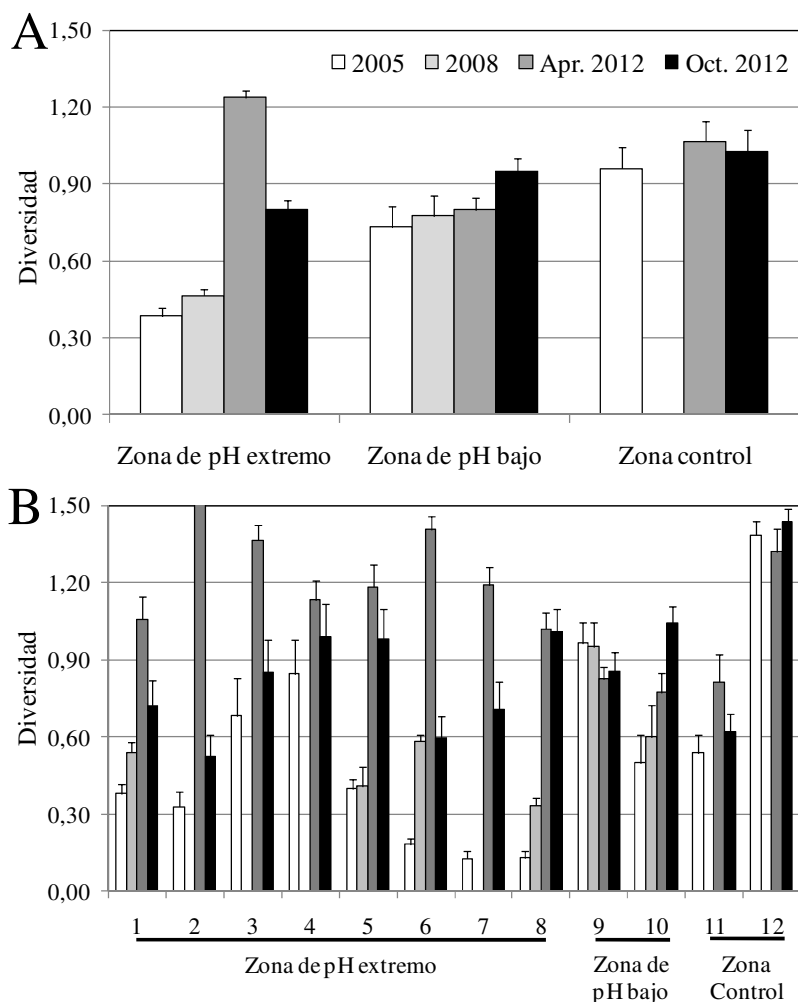 A
1,50
2005 2008 Apr. 2012 Oct. 2012
1,20
0,90
0,60
0,30
0,00
Diversidad
Zona de pH extremo Zona de pH bajo Zona control
B
1,50
1,20
0,90
0,60
0,30
0,00
Diversidad
1 2 3 4 5 6 7 8 9 10 11 12
Zona de pH extremo Zona de pH bajo Zona Control